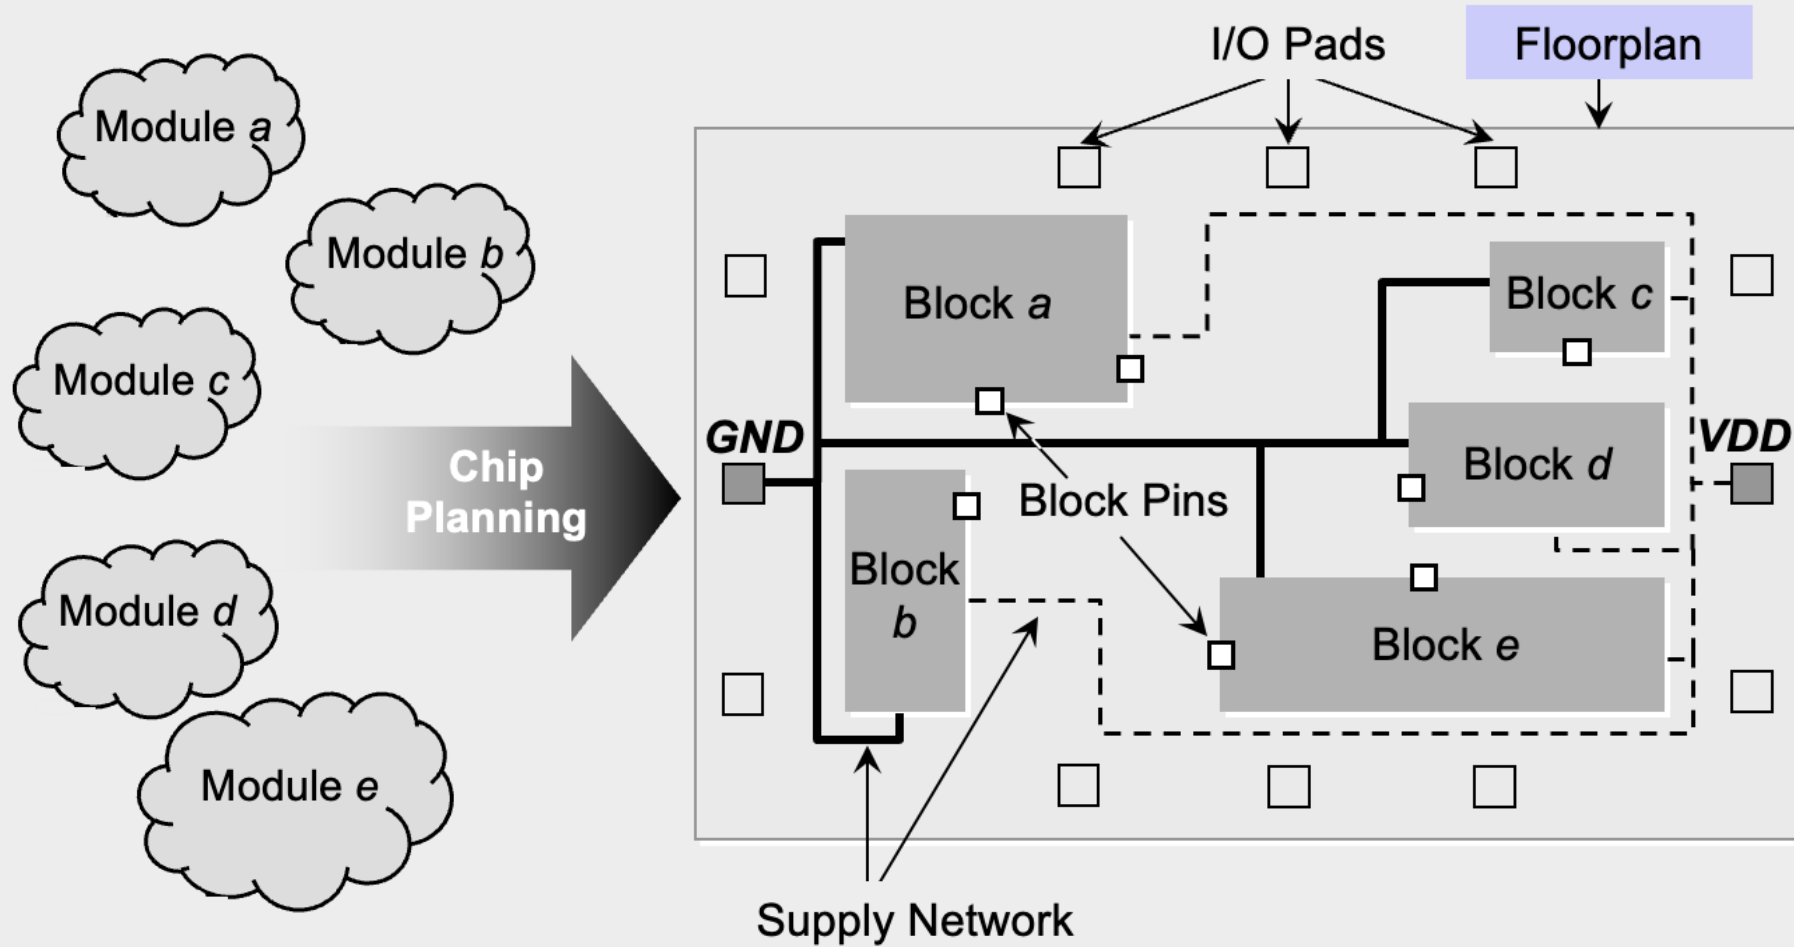 I/O Pads
Floorplan
Module a
Module b
Module c
Module d
Module e
Chip
Planning
GND
VDD
Block a
Block c
Block d
Block Pins
Block
b
Block e
Supply Network